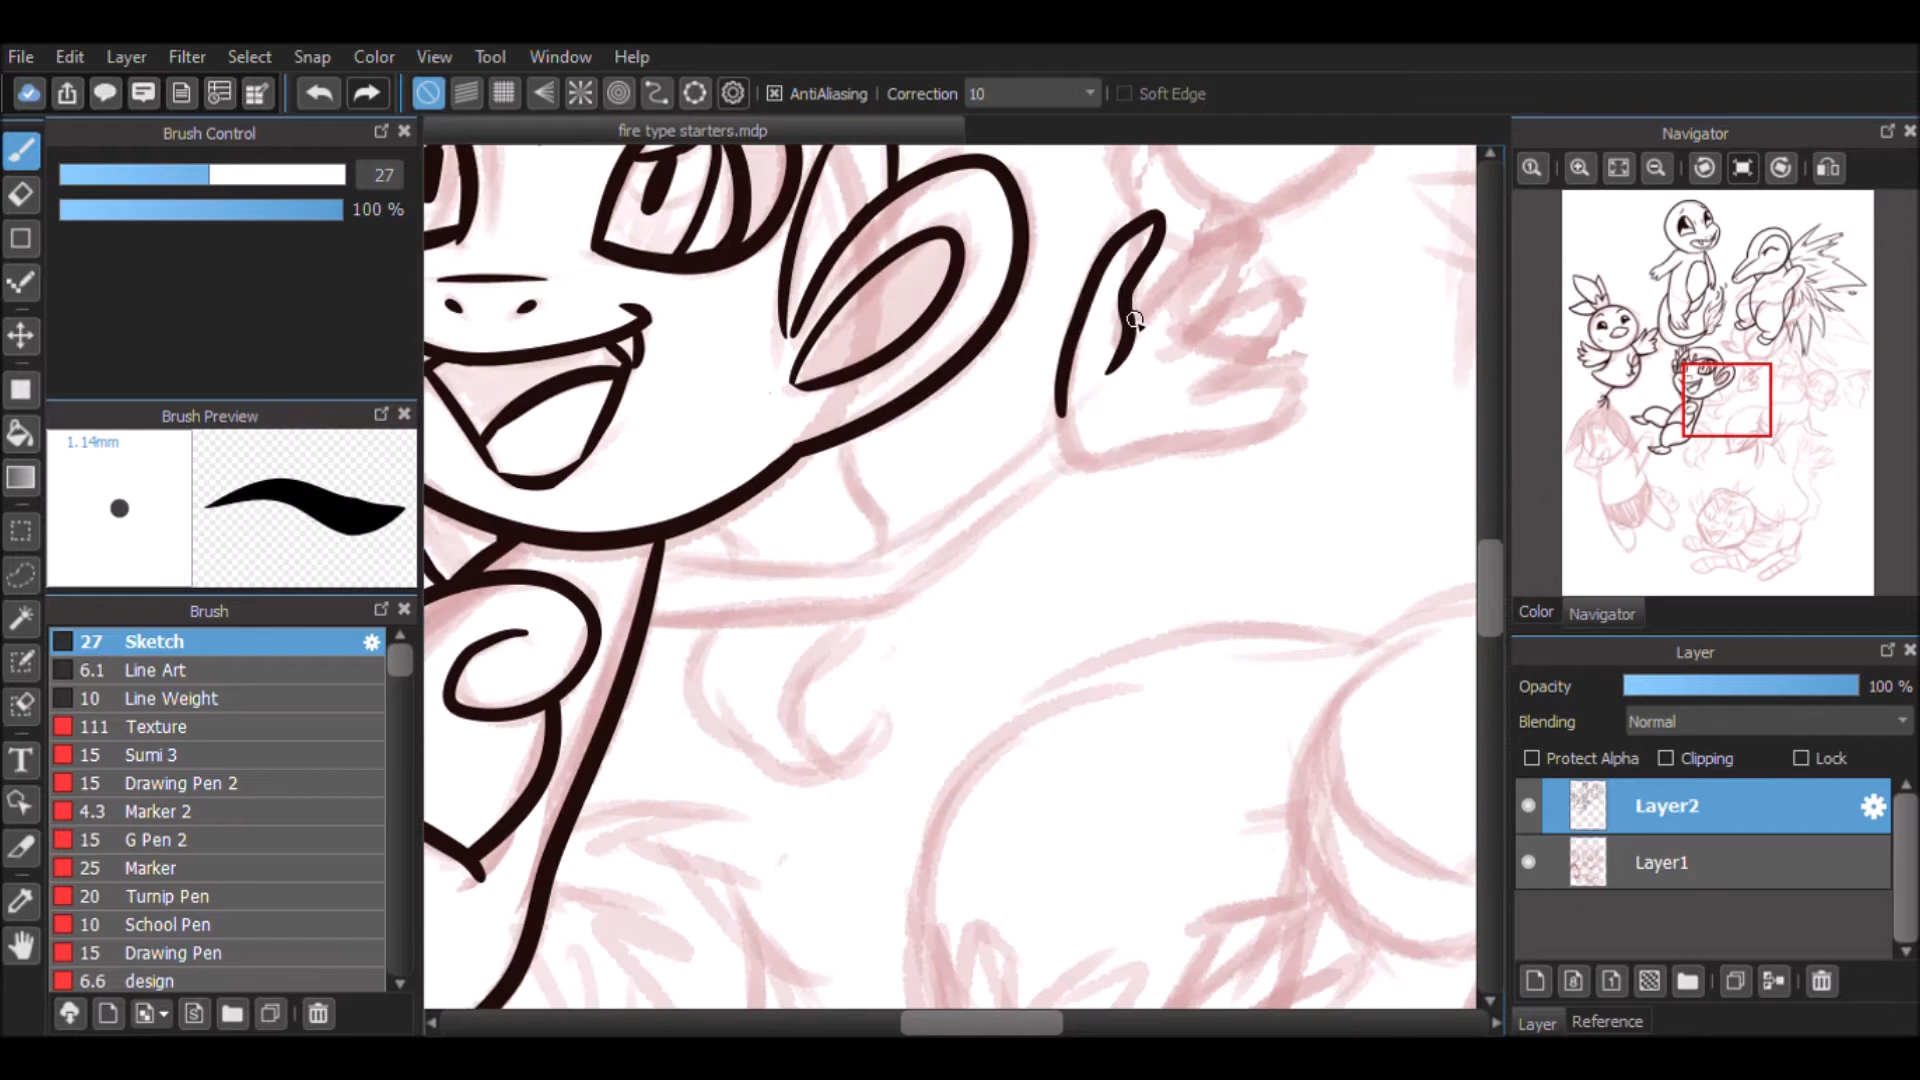 File Edit Layer Filter Select Snap Color View Tool Window Help
AntiAliasing Correction 10 Soft Edge
Brush Control
27
100 %
Brush Preview
1.14mm
Brush
27 Sketch
6.1 Line Art
10 Line Weight
111 Texture
15 Sumi 3
15 Drawing Pen 2
4.3 Marker 2
15 G Pen 2
25 Marker
20 Turnip Pen
10 School Pen
15 Drawing Pen
6.6 design
fire type starters.mdp
Navigator
Color Navigator
Layer
Opacity 100 %
Blending Normal
Protect Alpha Clipping Lock
Layer2
Layer1
Layer Reference